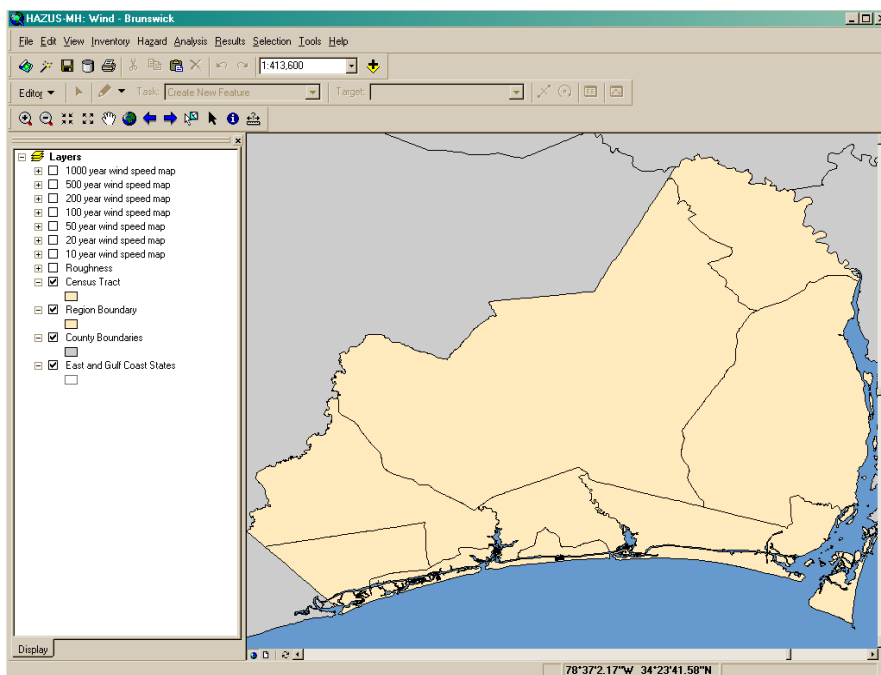 HAZUS-MH: Wind - Brunswick
File Edit View Inventory Hazard Analysis Results Selection Tools Help
1:413,600
Editor Task: Create New Feature Target:
Layers
1000 year wind speed map
500 year wind speed map
200 year wind speed map
100 year wind speed map
50 year wind speed map
20 year wind speed map
10 year wind speed map
Roughness
Census Tract
Region Boundary
County Boundaries
East and Gulf Coast States
Display
78°37'2.17"W 34°23'41.58"N